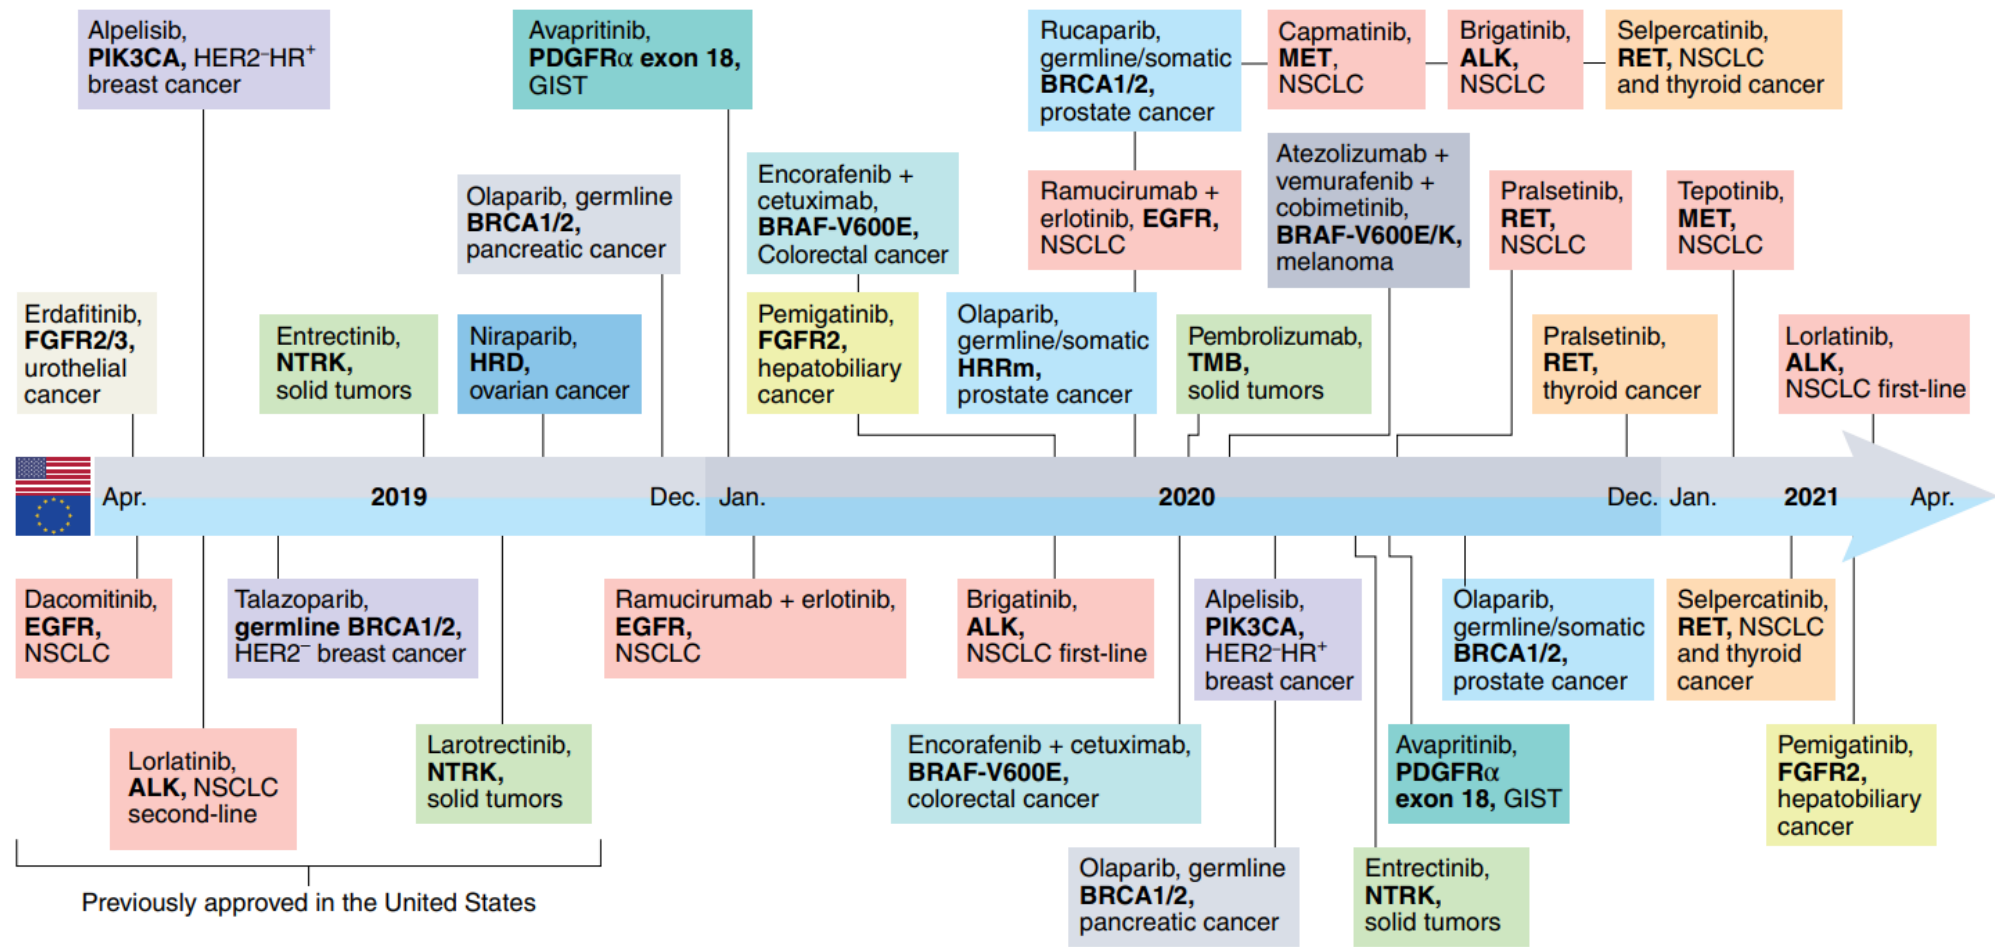 Alpelisib,
PIK3CA, HER2–HR+
breast cancer
Avapritinib,
PDGFRα exon 18,
GIST
Rucaparib,
germline/somatic
BRCA1/2,
prostate cancer
Capmatinib,
MET,
NSCLC
Brigatinib,
ALK,
NSCLC
Selpercatinib,
RET, NSCLC
and thyroid cancer
Olaparib, germline
BRCA1/2,
pancreatic cancer
Encorafenib +
cetuximab,
BRAF-V600E,
Colorectal cancer
Ramucirumab +
erlotinib, EGFR,
NSCLC
Atezolizumab +
vemurafenib +
cobimetinib,
BRAF-V600E/K,
melanoma
Pralsetinib,
RET,
NSCLC
Tepotinib,
MET,
NSCLC
Erdafitinib,
FGFR2/3,
urothelial
cancer
Entrectinib,
NTRK,
solid tumors
Niraparib,
HRD,
ovarian cancer
Pemigatinib,
FGFR2,
hepatobiliary
cancer
Olaparib,
germline/somatic
HRRm,
prostate cancer
Pembrolizumab,
TMB,
solid tumors
Pralsetinib,
RET,
thyroid cancer
Lorlatinib,
ALK,
NSCLC first-line
Apr. 2019 Dec. Jan. 2020 Dec. Jan. 2021 Apr.
Dacomitinib,
EGFR,
NSCLC
Talazoparib,
germline BRCA1/2,
HER2– breast cancer
Ramucirumab + erlotinib,
EGFR,
NSCLC
Brigatinib,
ALK,
NSCLC first-line
Alpelisib,
PIK3CA,
HER2–HR+
breast cancer
Olaparib,
germline/somatic
BRCA1/2,
prostate cancer
Selpercatinib,
RET, NSCLC
and thyroid
cancer
Lorlatinib,
ALK, NSCLC
second-line
Larotrectinib,
NTRK,
solid tumors
Encorafenib + cetuximab,
BRAF-V600E,
colorectal cancer
Avapritinib,
PDGFRα
exon 18, GIST
Pemigatinib,
FGFR2,
hepatobiliary
cancer
Olaparib, germline
BRCA1/2,
pancreatic cancer
Entrectinib,
NTRK,
solid tumors
Previously approved in the United States